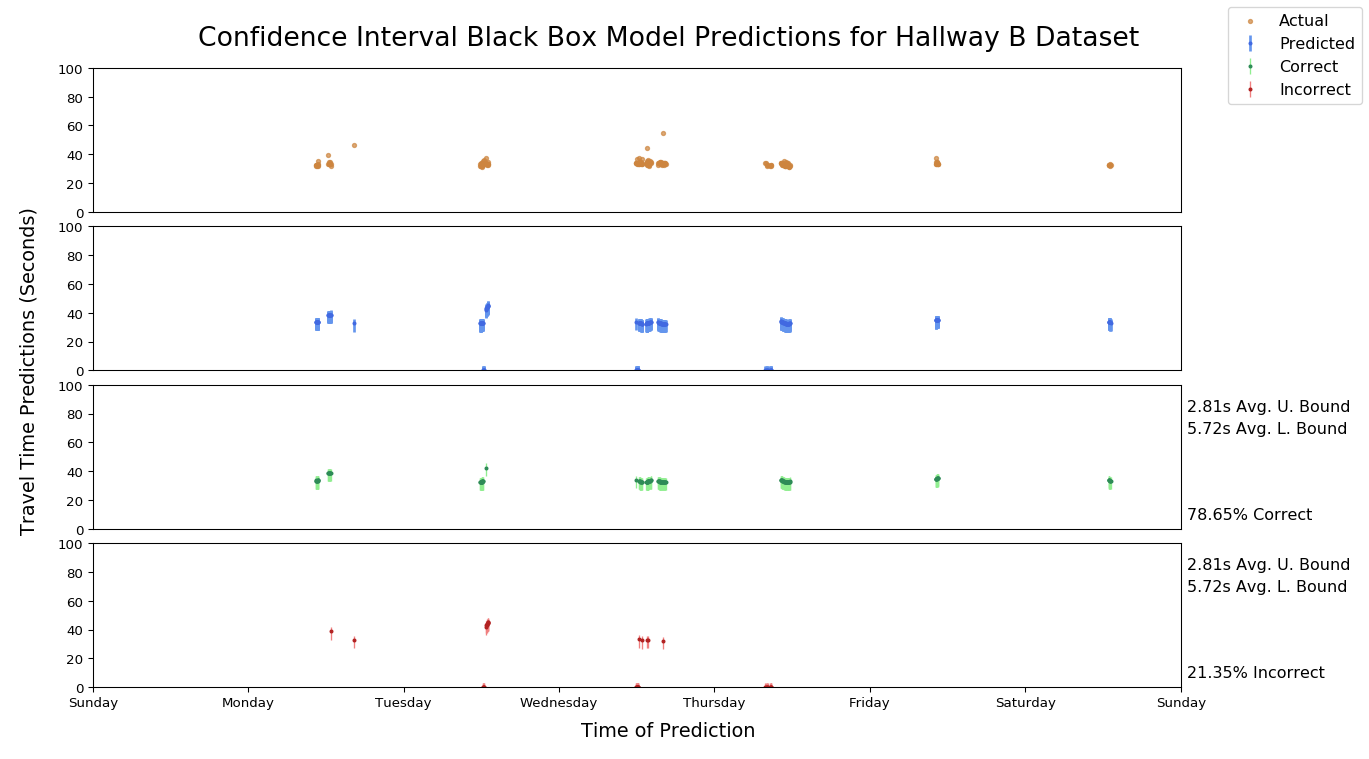 Confidence Interval Black Box Model Predictions for Hallway B Dataset
Actual
Predicted
Correct
Incorrect
Travel Time Predictions (Seconds)
100
80
60
40
20
0
100
80
60
40
20
0
100
80
60
40
20
0
2.81s Avg. U. Bound
5.72s Avg. L. Bound
78.65% Correct
100
80
60
40
20
0
2.81s Avg. U. Bound
5.72s Avg. L. Bound
21.35% Incorrect
Sunday Monday Tuesday Wednesday Thursday Friday Saturday Sunday
Time of Prediction